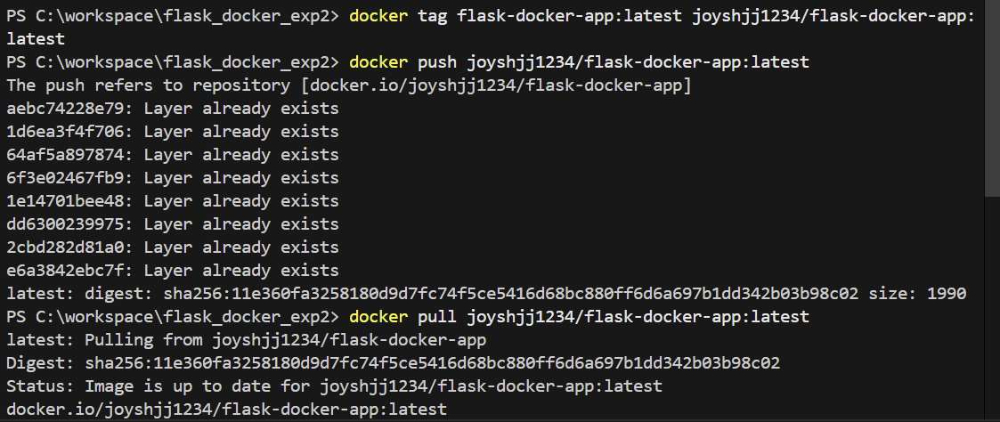 PS C:\workspace\flask_docker_exp2> docker tag flask-docker-app:latest joyshjj1234/flask-docker-app:
latest
PS C:\workspace\flask_docker_exp2> docker push joyshjj1234/flask-docker-app:latest
The push refers to repository [docker.io/joyshjj1234/flask-docker-app]
aebc74228e79: Layer already exists
1d6ea3f4f706: Layer already exists
64af5a897874: Layer already exists
6f3e02467fb9: Layer already exists
1e14701bee48: Layer already exists
dd6300239975: Layer already exists
2cbd282d81a0: Layer already exists
e6a3842ebc7f: Layer already exists
latest: digest: sha256:11e360fa3258180d9d7fc74f5ce5416d68bc880ff6d6a697b1dd342b03b98c02 size: 1990
PS C:\workspace\flask_docker_exp2> docker pull joyshjj1234/flask-docker-app:latest
latest: Pulling from joyshjj1234/flask-docker-app
Digest: sha256:11e360fa3258180d9d7fc74f5ce5416d68bc880ff6d6a697b1dd342b03b98c02
Status: Image is up to date for joyshjj1234/flask-docker-app:latest
docker.io/joyshjj1234/flask-docker-app:latest